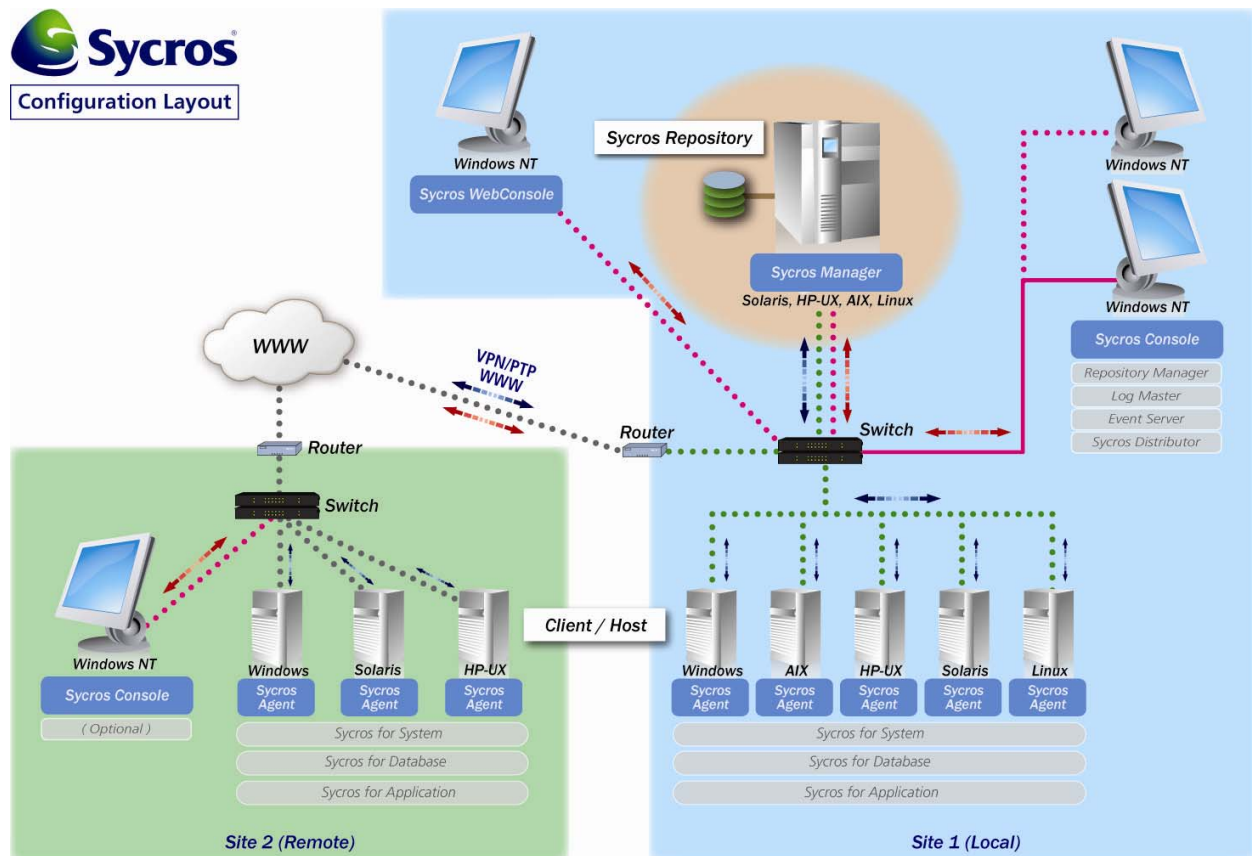 Sycros®
Configuration Layout
Windows NT
Sycros WebConsole
Sycros Repository
Sycros Manager
Solaris, HP-UX, AIX, Linux
Windows NT
Windows NT
Sycros Console
Repository Manager
Log Master
Event Server
Sycros Distributor
WWW
VPN/PTP
WWW
Router
Switch
Router
Switch
Client / Host
Windows NT
Sycros Console
( Optional )
Windows
Solaris
HP-UX
Sycros
Agent
Sycros
Agent
Sycros
Agent
Sycros for System
Sycros for Database
Sycros for Application
Site 2 (Remote)
Windows
AIX
HP-UX
Solaris
Linux
Sycros
Agent
Sycros
Agent
Sycros
Agent
Sycros
Agent
Sycros
Agent
Sycros for System
Sycros for Database
Sycros for Application
Site 1 (Local)